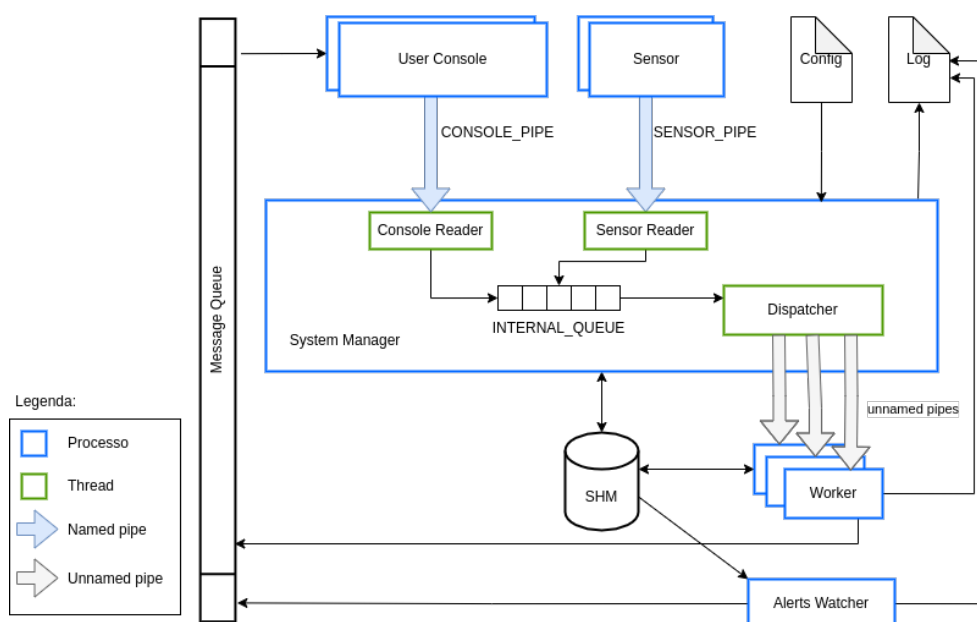 User Console
Sensor
Config
Log
CONSOLE_PIPE
SENSOR_PIPE
Console Reader
Sensor Reader
INTERNAL_QUEUE
Dispatcher
System Manager
Message Queue
unnamed pipes
Legenda:
Processo
Thread
Named pipe
Unnamed pipe
SHM
Worker
Alerts Watcher